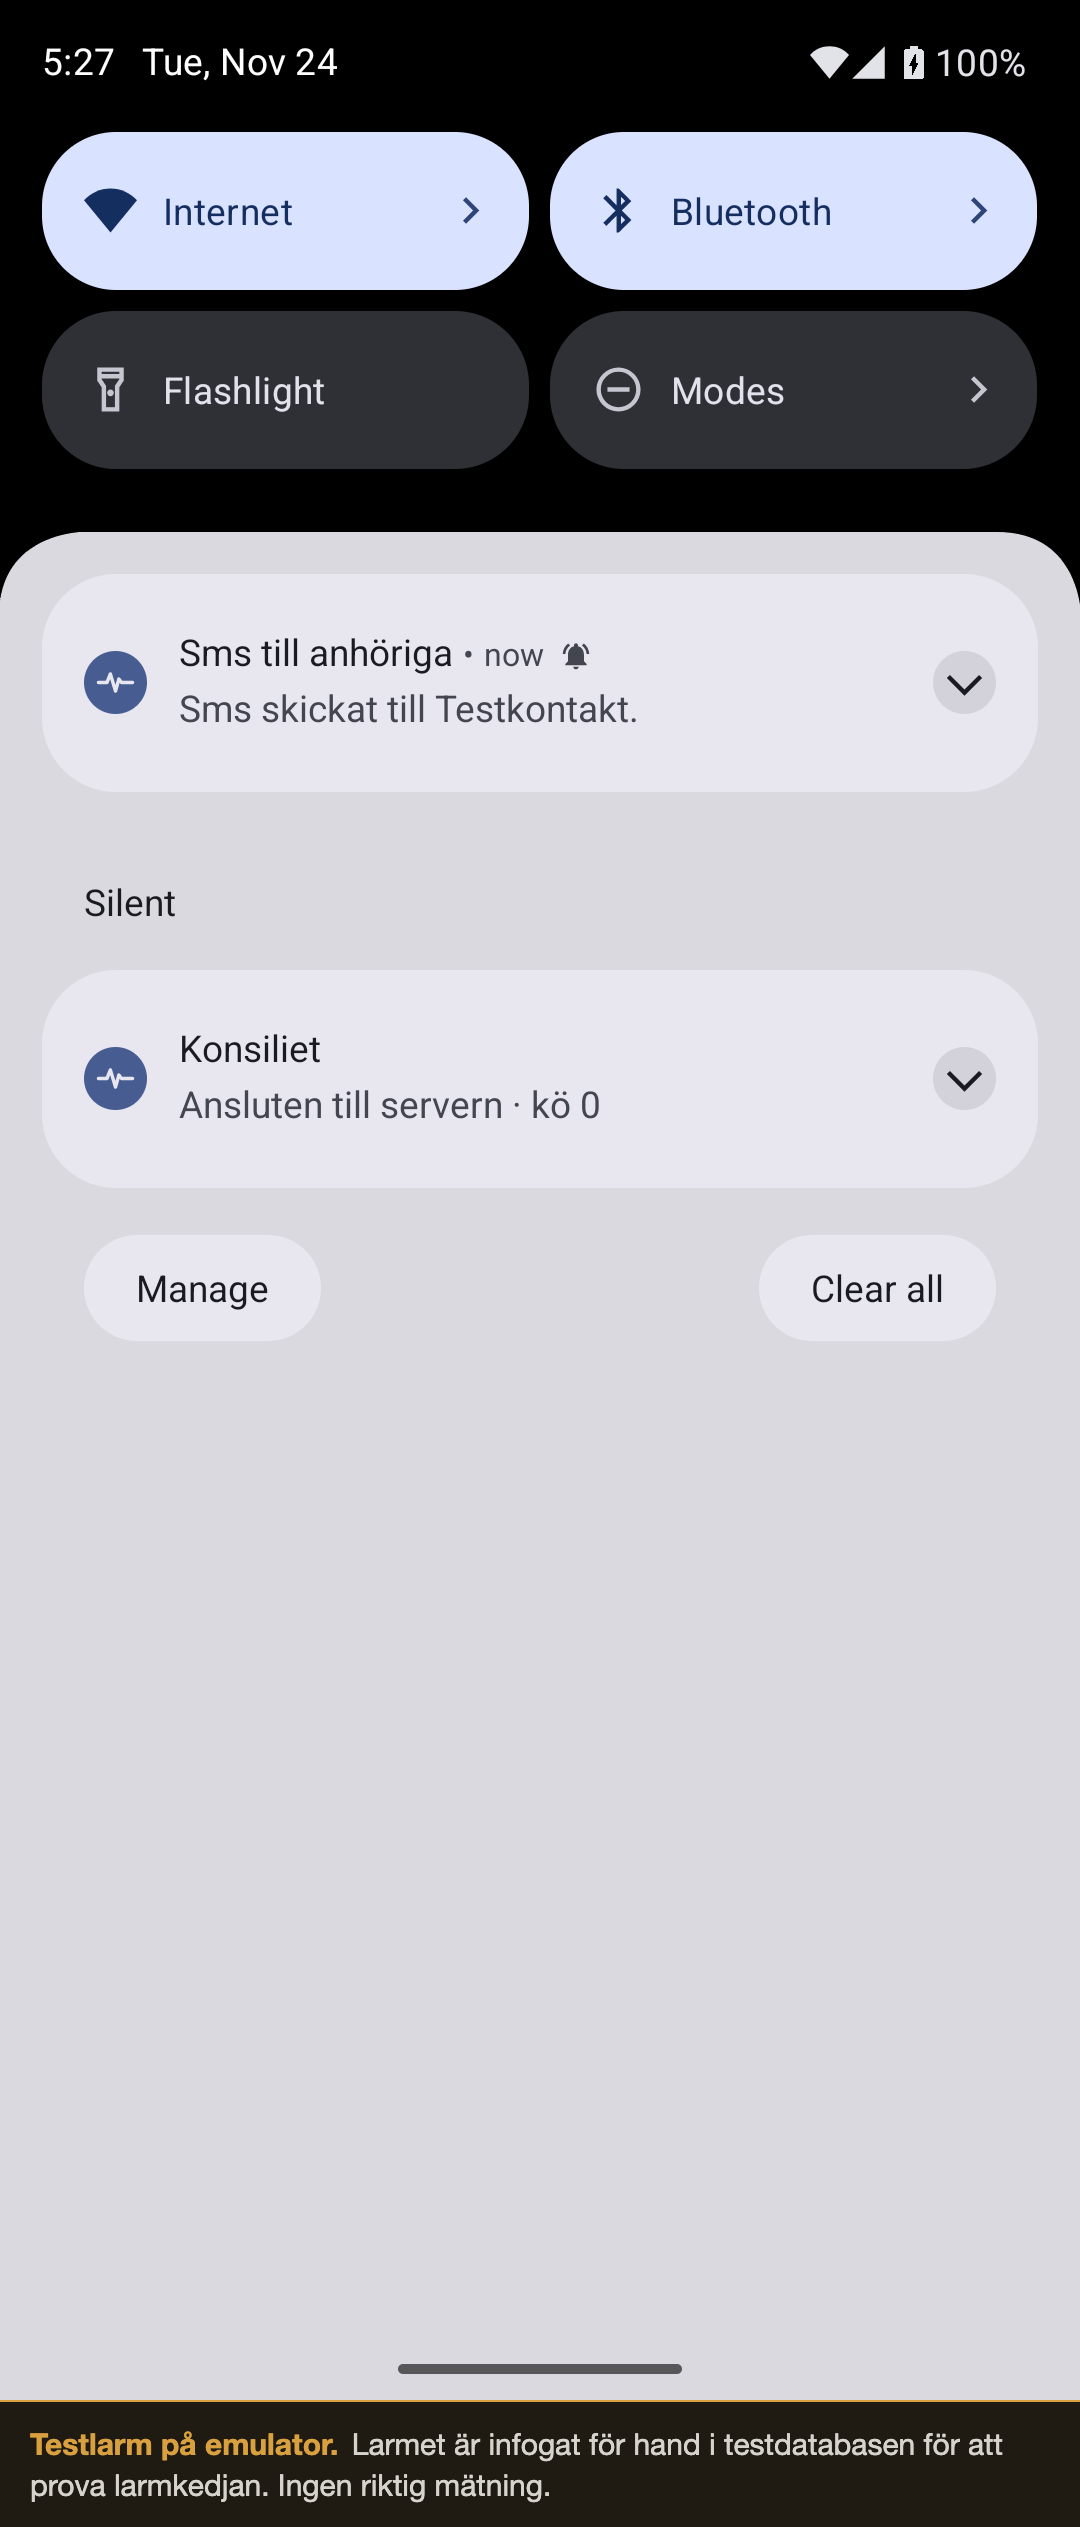 5:27 Tue, Nov 24 100%
Internet
Bluetooth
Flashlight
Modes
Sms till anhöriga • now
Sms skickat till Testkontakt.
Silent
Konsiliet
Ansluten till servern · kö 0
Manage
Clear all
Testlarm på emulator. Larmet är infogat för hand i testdatabasen för att
prova larmkedjan. Ingen riktig mätning.